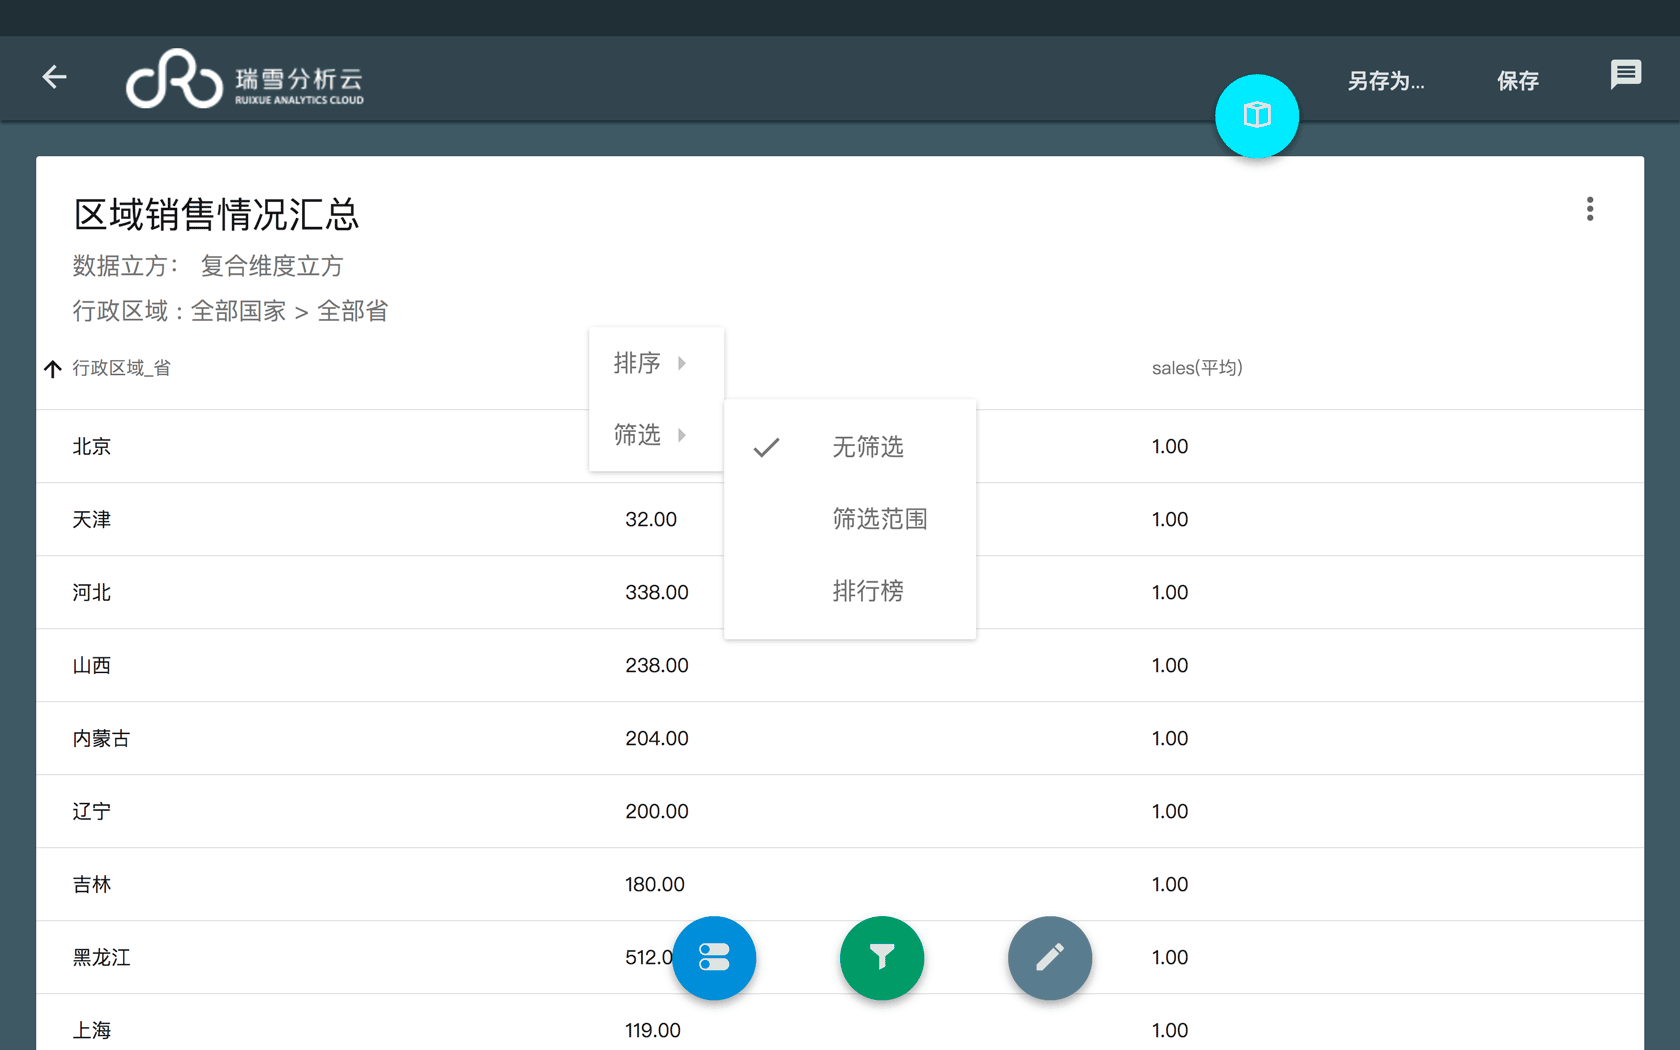 瑞雪分析云
RUIXUE ANALYTICS CLOUD
另存为...
保存
区域销售情况汇总
数据立方： 复合维度立方
行政区域：全部国家 > 全部省
行政区域_省
sales(平均)
排序
筛选
无筛选
筛选范围
排行榜
北京 1.00
天津 32.00 1.00
河北 338.00 1.00
山西 238.00 1.00
内蒙古 204.00 1.00
辽宁 200.00 1.00
吉林 180.00 1.00
黑龙江 512.0 1.00
上海 119.00 1.00